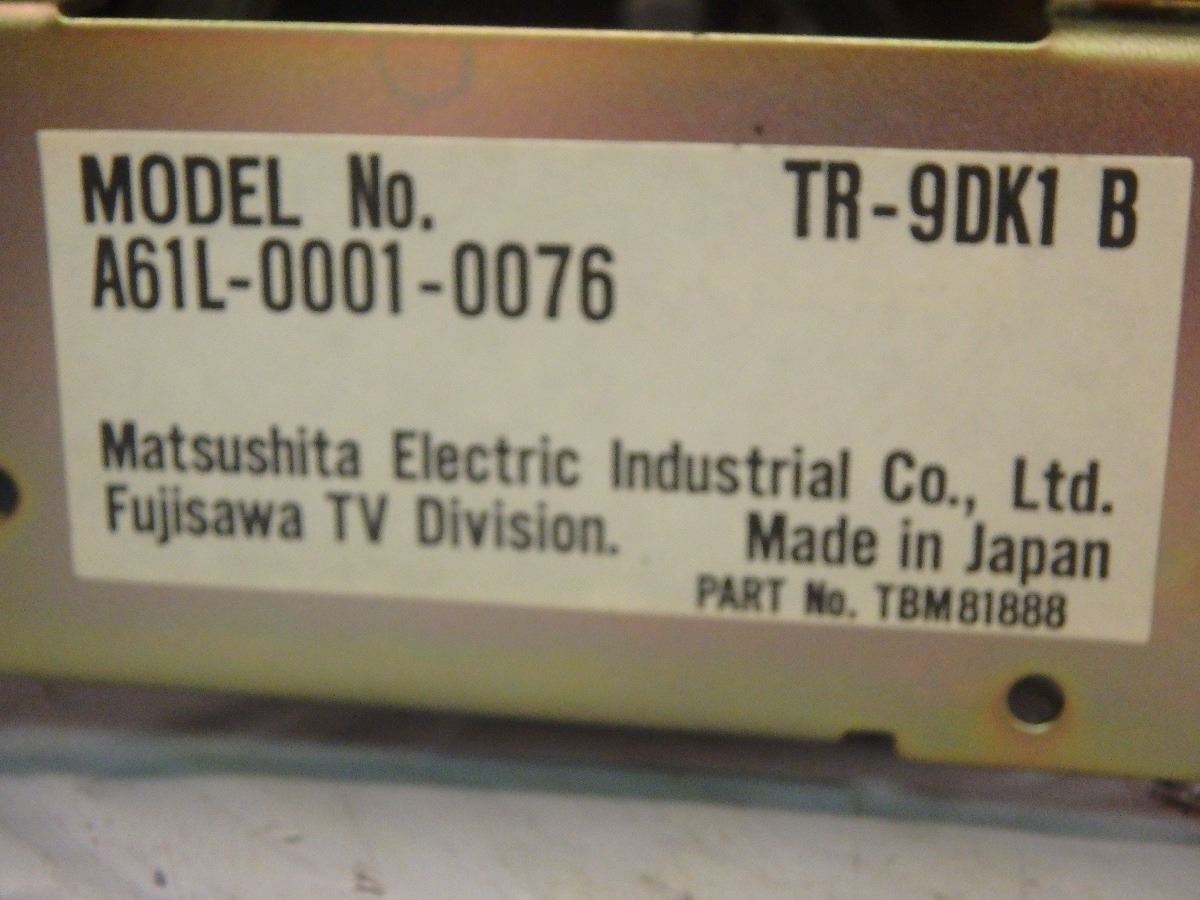 MODEL No. TR-9DK1 B
A61L-0001-0076
Matsushita Electric Industrial Co., Ltd.
Fujisawa TV Division. Made in Japan
PART No. TBM81888